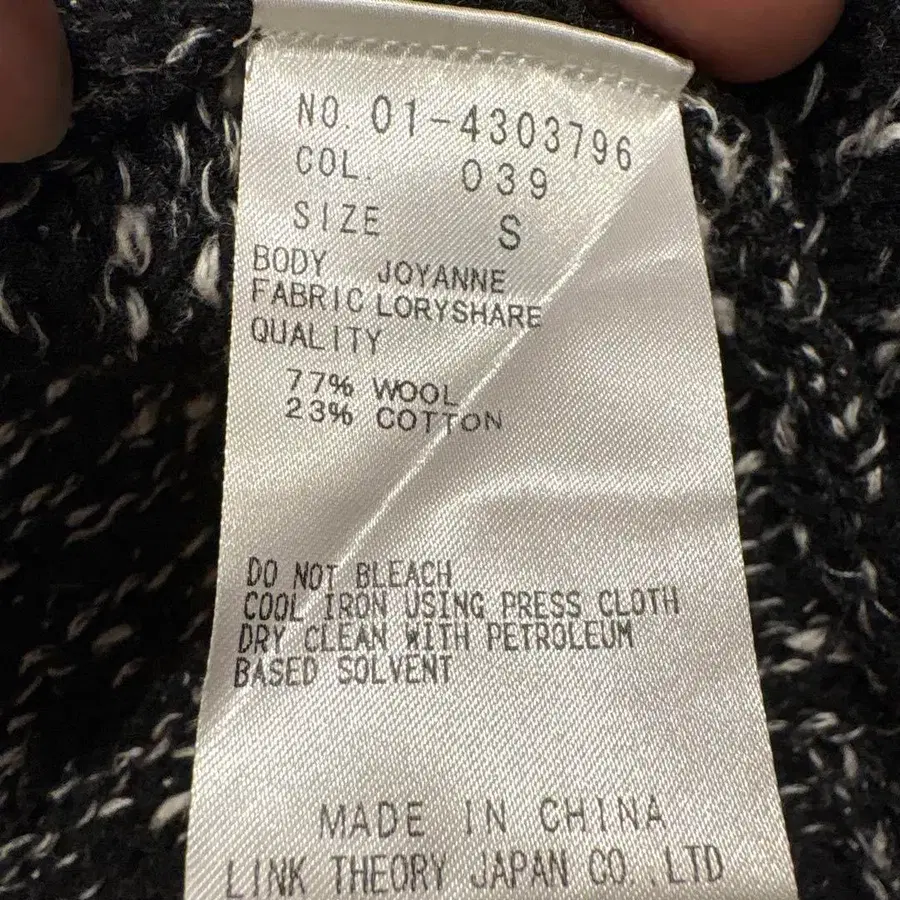 NO. 01-4303796
COL. 039
SIZE S
BODY JOYANNE
FABRIC LORYSHARE
QUALITY
77% WOOL
23% COTTON
DO NOT BLEACH
COOL IRON USING PRESS CLOTH
DRY CLEAN WITH PETROLEUM
BASED SOLVENT
MADE IN CHINA
LINK THEORY JAPAN CO.,LTD